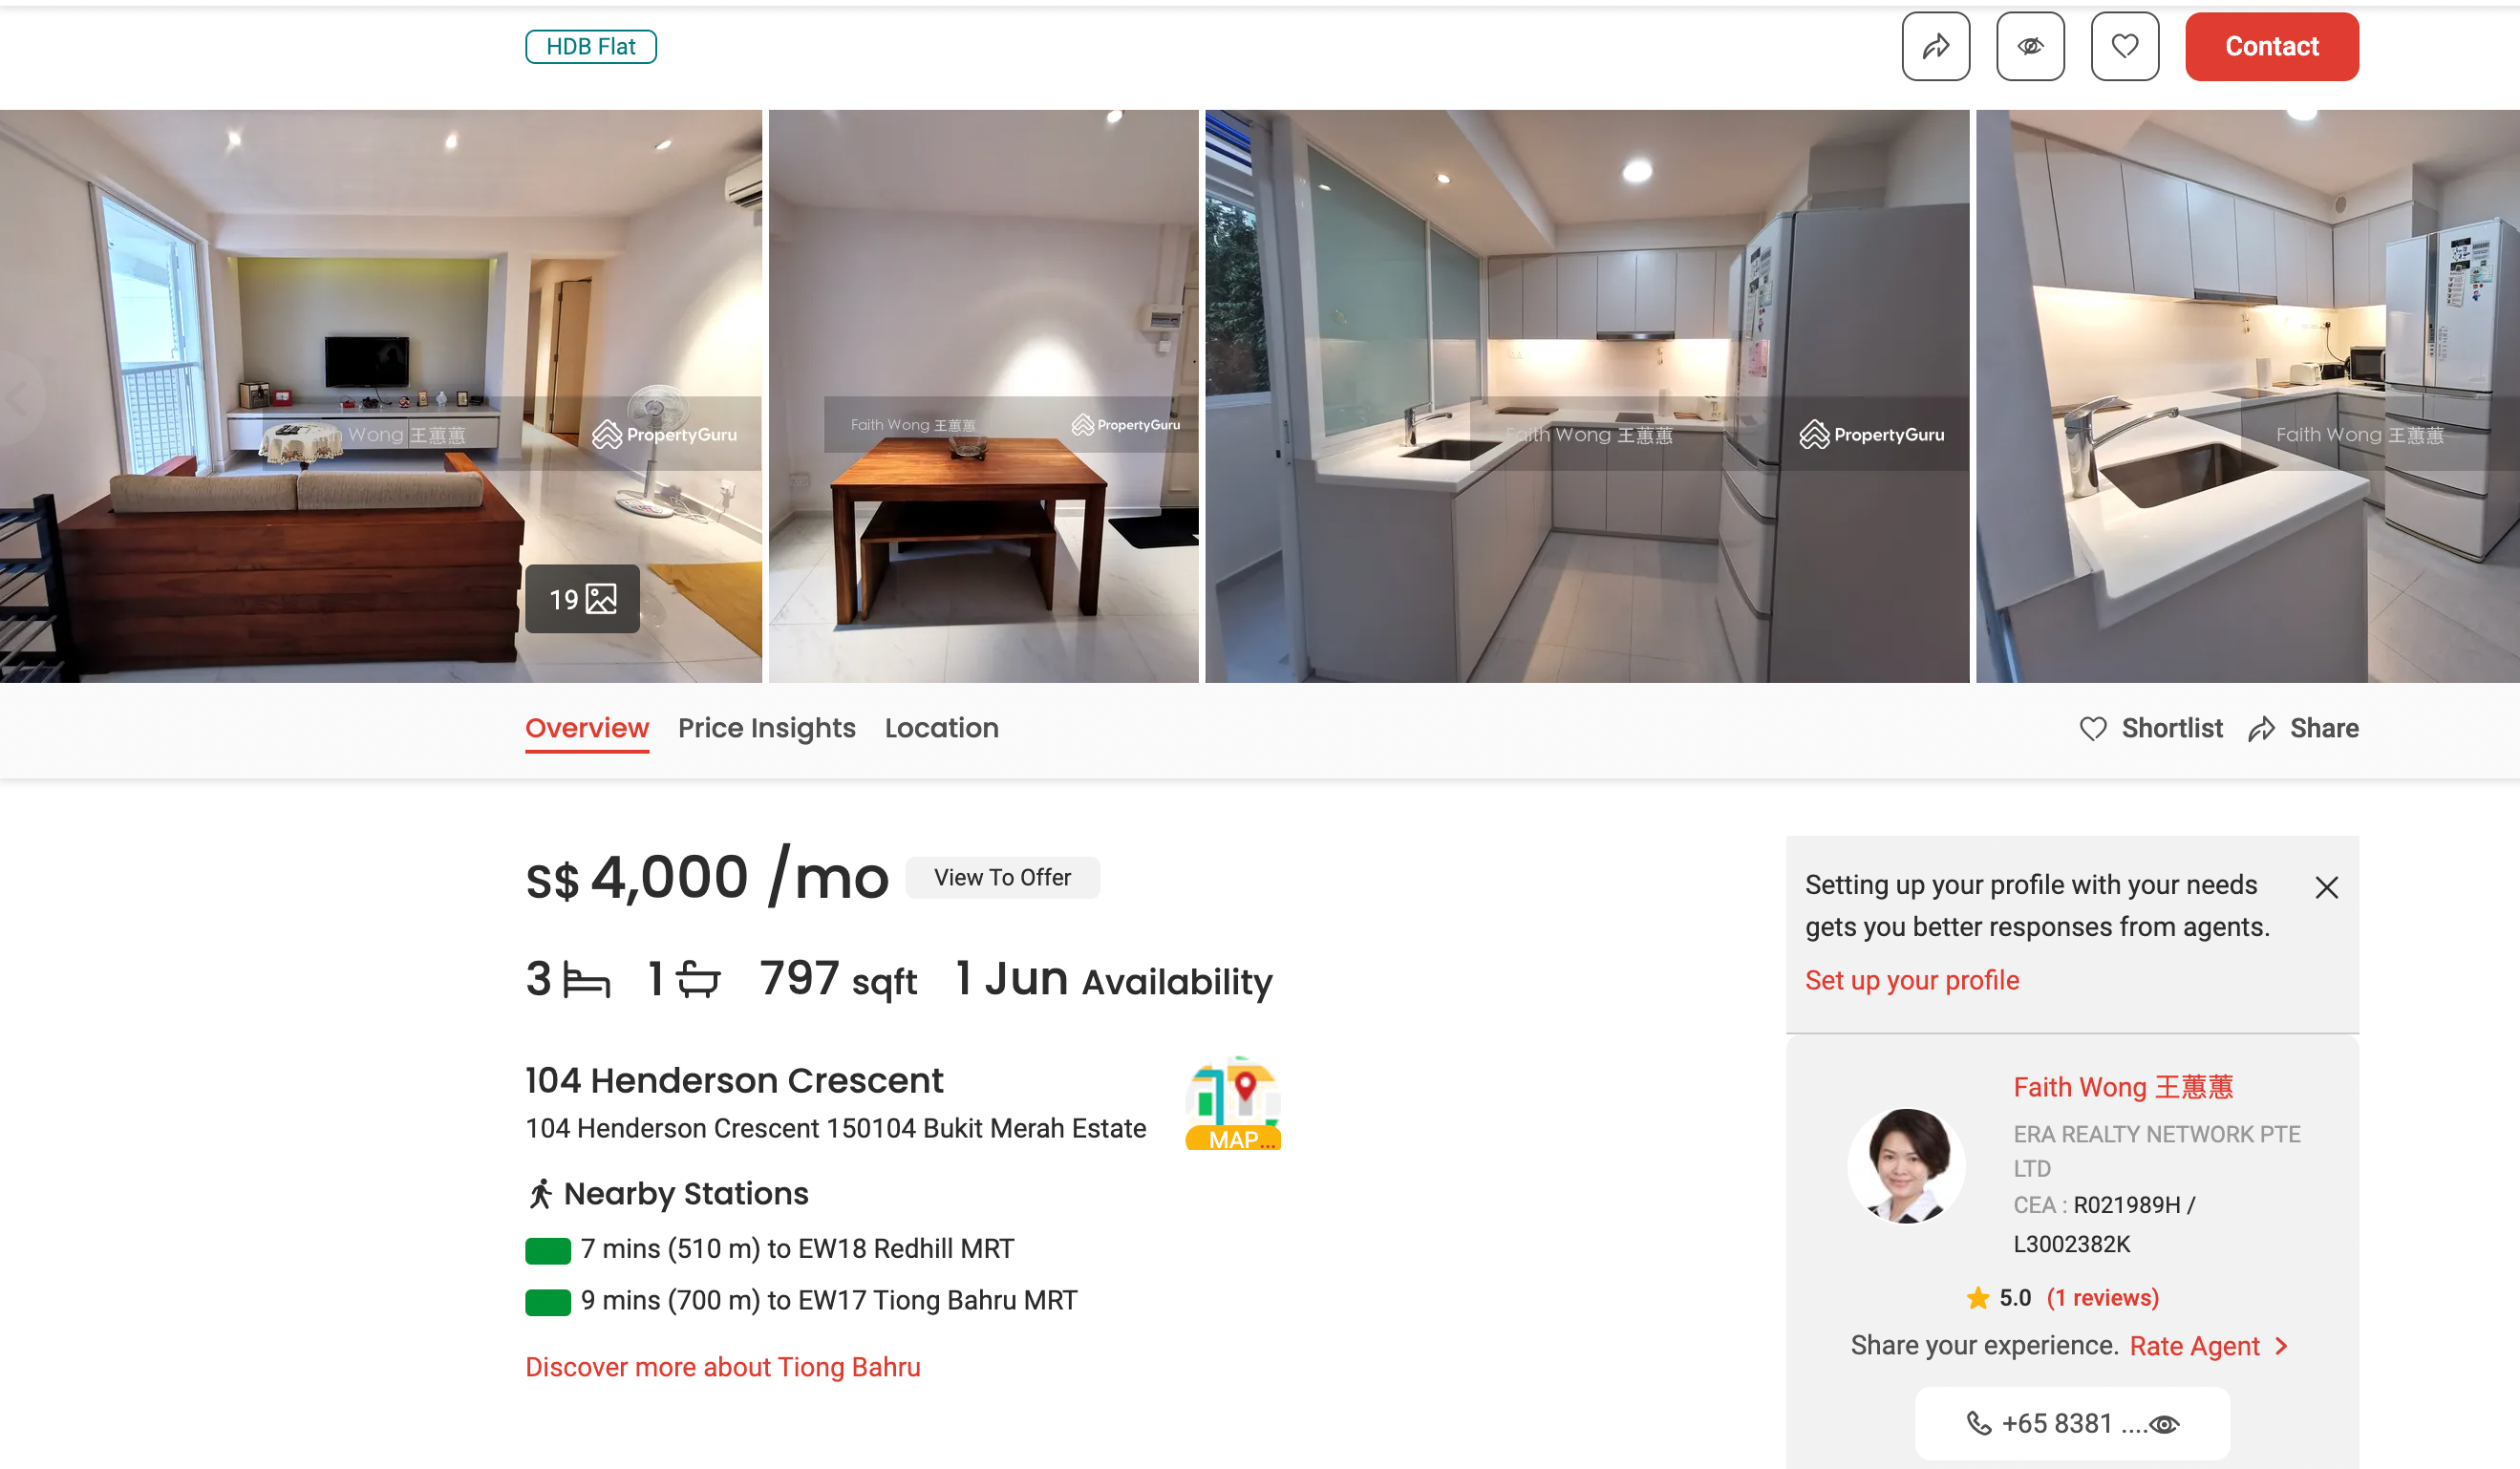 HDB Flat
Contact
Faith Wong 王蕙蕙
PropertyGuru
Faith Wong 王蕙蕙
PropertyGuru
Faith Wong 王蕙蕙
PropertyGuru
Faith Wong 王蕙蕙
19
Overview Price Insights Location
Shortlist Share
S$ 4,000 /mo View To Offer
3 1 797 sqft 1 Jun Availability
104 Henderson Crescent
104 Henderson Crescent 150104 Bukit Merah Estate
MAP...
Nearby Stations
7 mins (510 m) to EW18 Redhill MRT
9 mins (700 m) to EW17 Tiong Bahru MRT
Discover more about Tiong Bahru
Setting up your profile with your needs
gets you better responses from agents.
Set up your profile
Faith Wong 王蕙蕙
ERA REALTY NETWORK PTE
LTD
CEA : R021989H /
L3002382K
5.0 (1 reviews)
Share your experience. Rate Agent >
+65 8381 ....